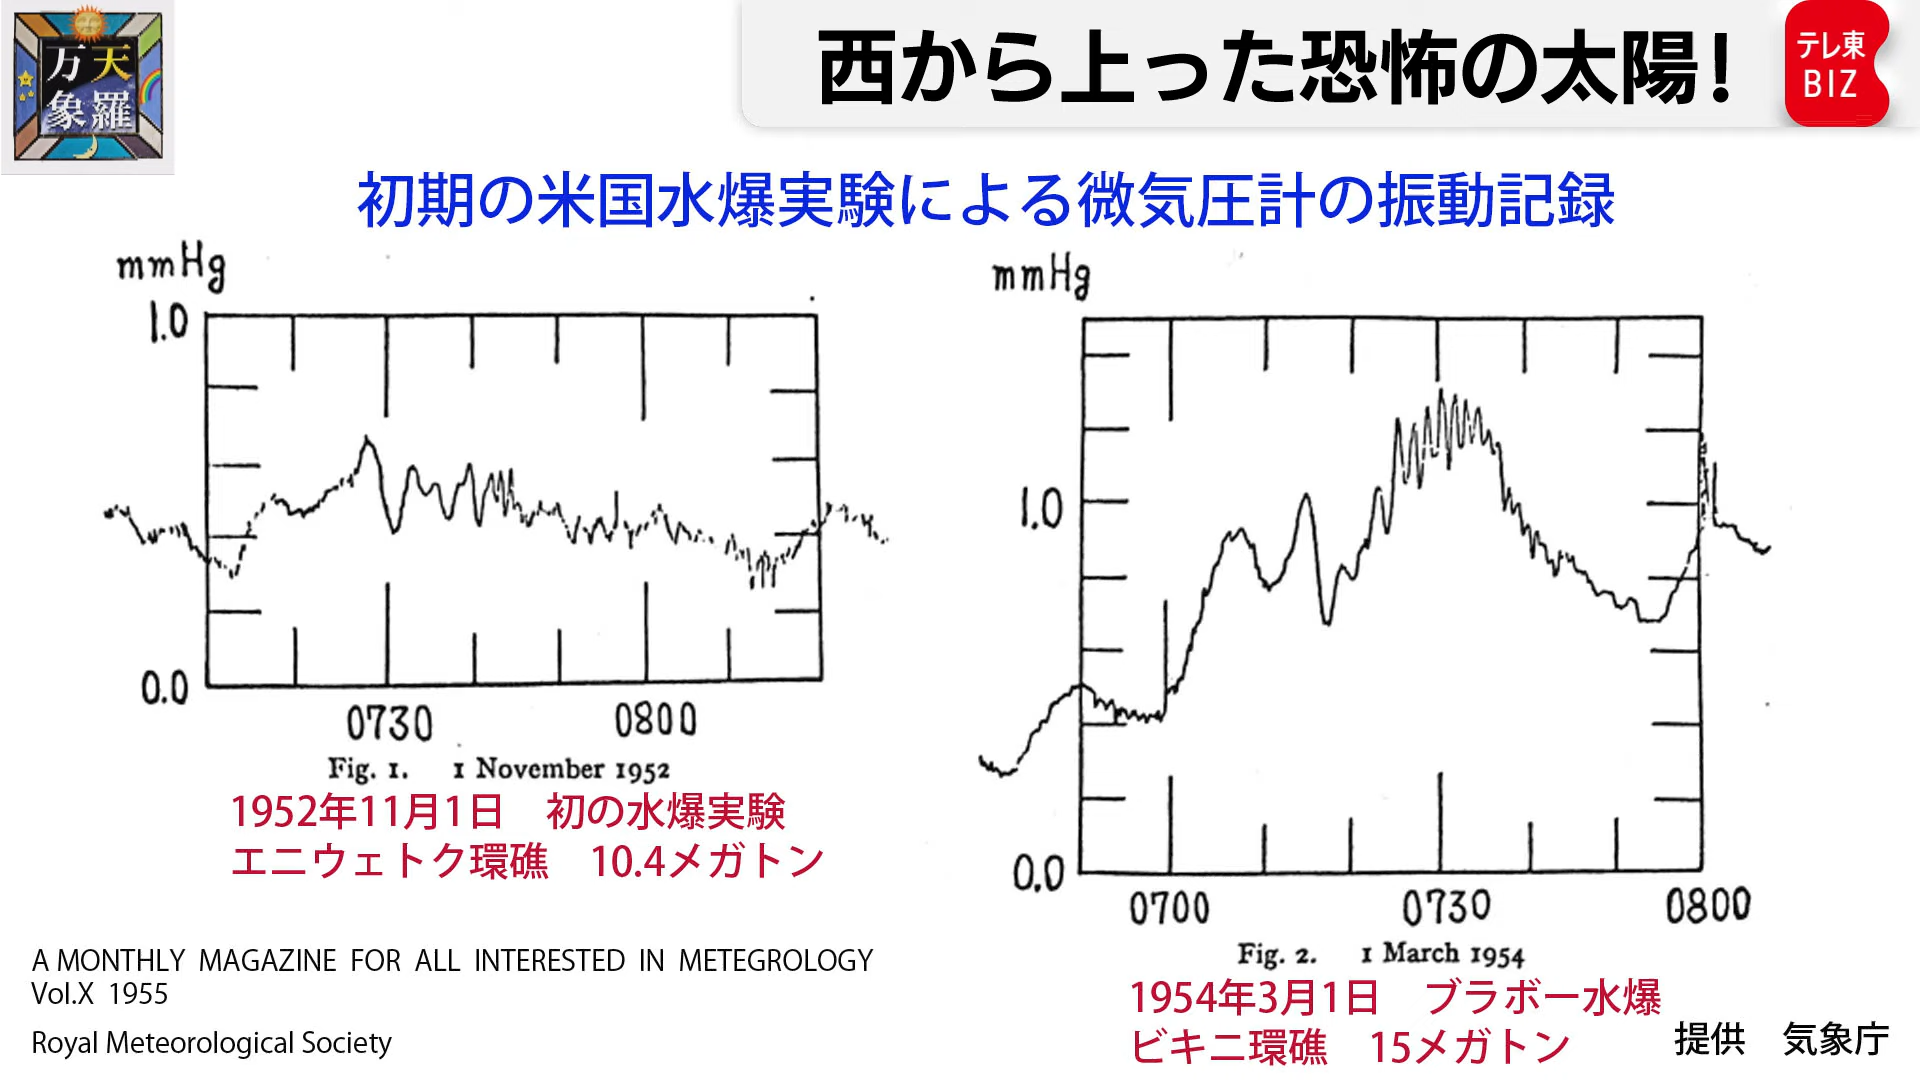 天
万
羅
象
西から上った恐怖の太陽!
テレ東
BIZ
初期の米国水爆実験による微気圧計の振動記録
mmHg
1.0
0.0
0730 0800
Fig. 1. 1 November 1952
1952年11月1日 初の水爆実験
エニウェトク環礁 10.4メガトン
mmHg
1.0
0.0
0700 0730 0800
Fig. 2. 1 March 1954
1954年3月1日 ブラボー水爆
ビキニ環礁 15メガトン
A MONTHLY MAGAZINE FOR ALL INTERESTED IN METEGROLOGY
Vol.X 1955
Royal Meteorological Society
提供 気象庁